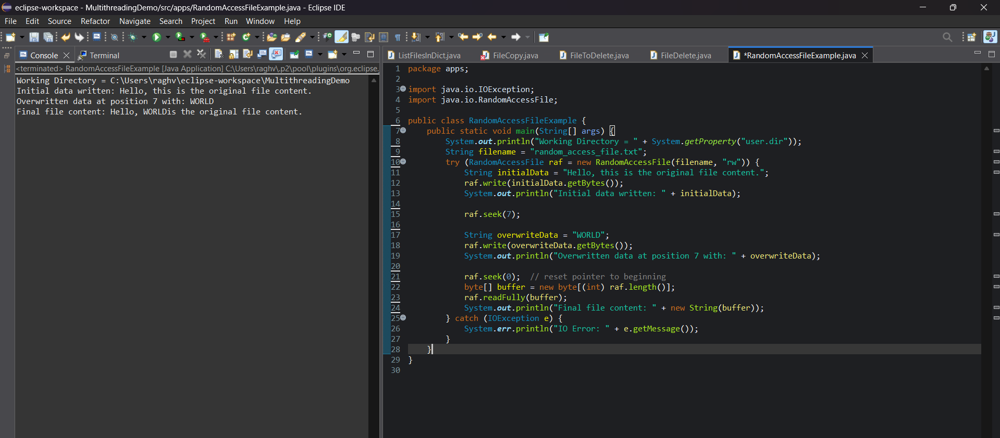 eclipse-workspace - MultithreadingDemo/src/apps/RandomAccessFileExample.java - Eclipse IDE
File Edit Source Refactor Navigate Search Project Run Window Help
Console Terminal
<terminated> RandomAccessFileExample [Java Application] C:\Users\raghv\.p2\pool\plugins\org.eclipse.
Working Directory = C:\Users\raghv\eclipse-workspace\MultithreadingDemo
Initial data written: Hello, this is the original file content.
Overwritten data at position 7 with: WORLD
Final file content: Hello, WORLDis the original file content.
ListFilesInDict.java FileCopy.java FileToDelete.java FileDelete.java *RandomAccessFileExample.java
1 package apps;
2
3 import java.io.IOException;
4 import java.io.RandomAccessFile;
5
6 public class RandomAccessFileExample {
7     public static void main(String[] args) {
8         System.out.println("Working Directory = " + System.getProperty("user.dir"));
9         String filename = "random_access_file.txt";
10         try (RandomAccessFile raf = new RandomAccessFile(filename, "rw")) {
11             String initialData = "Hello, this is the original file content.";
12             raf.write(initialData.getBytes());
13             System.out.println("Initial data written: " + initialData);
14
15             raf.seek(7);
16
17             String overwriteData = "WORLD";
18             raf.write(overwriteData.getBytes());
19             System.out.println("Overwritten data at position 7 with: " + overwriteData);
20
21             raf.seek(0);  // reset pointer to beginning
22             byte[] buffer = new byte[(int) raf.length()];
23             raf.readFully(buffer);
24             System.out.println("Final file content: " + new String(buffer));
25         } catch (IOException e) {
26             System.err.println("IO Error: " + e.getMessage());
27         }
28     }
29 }
30